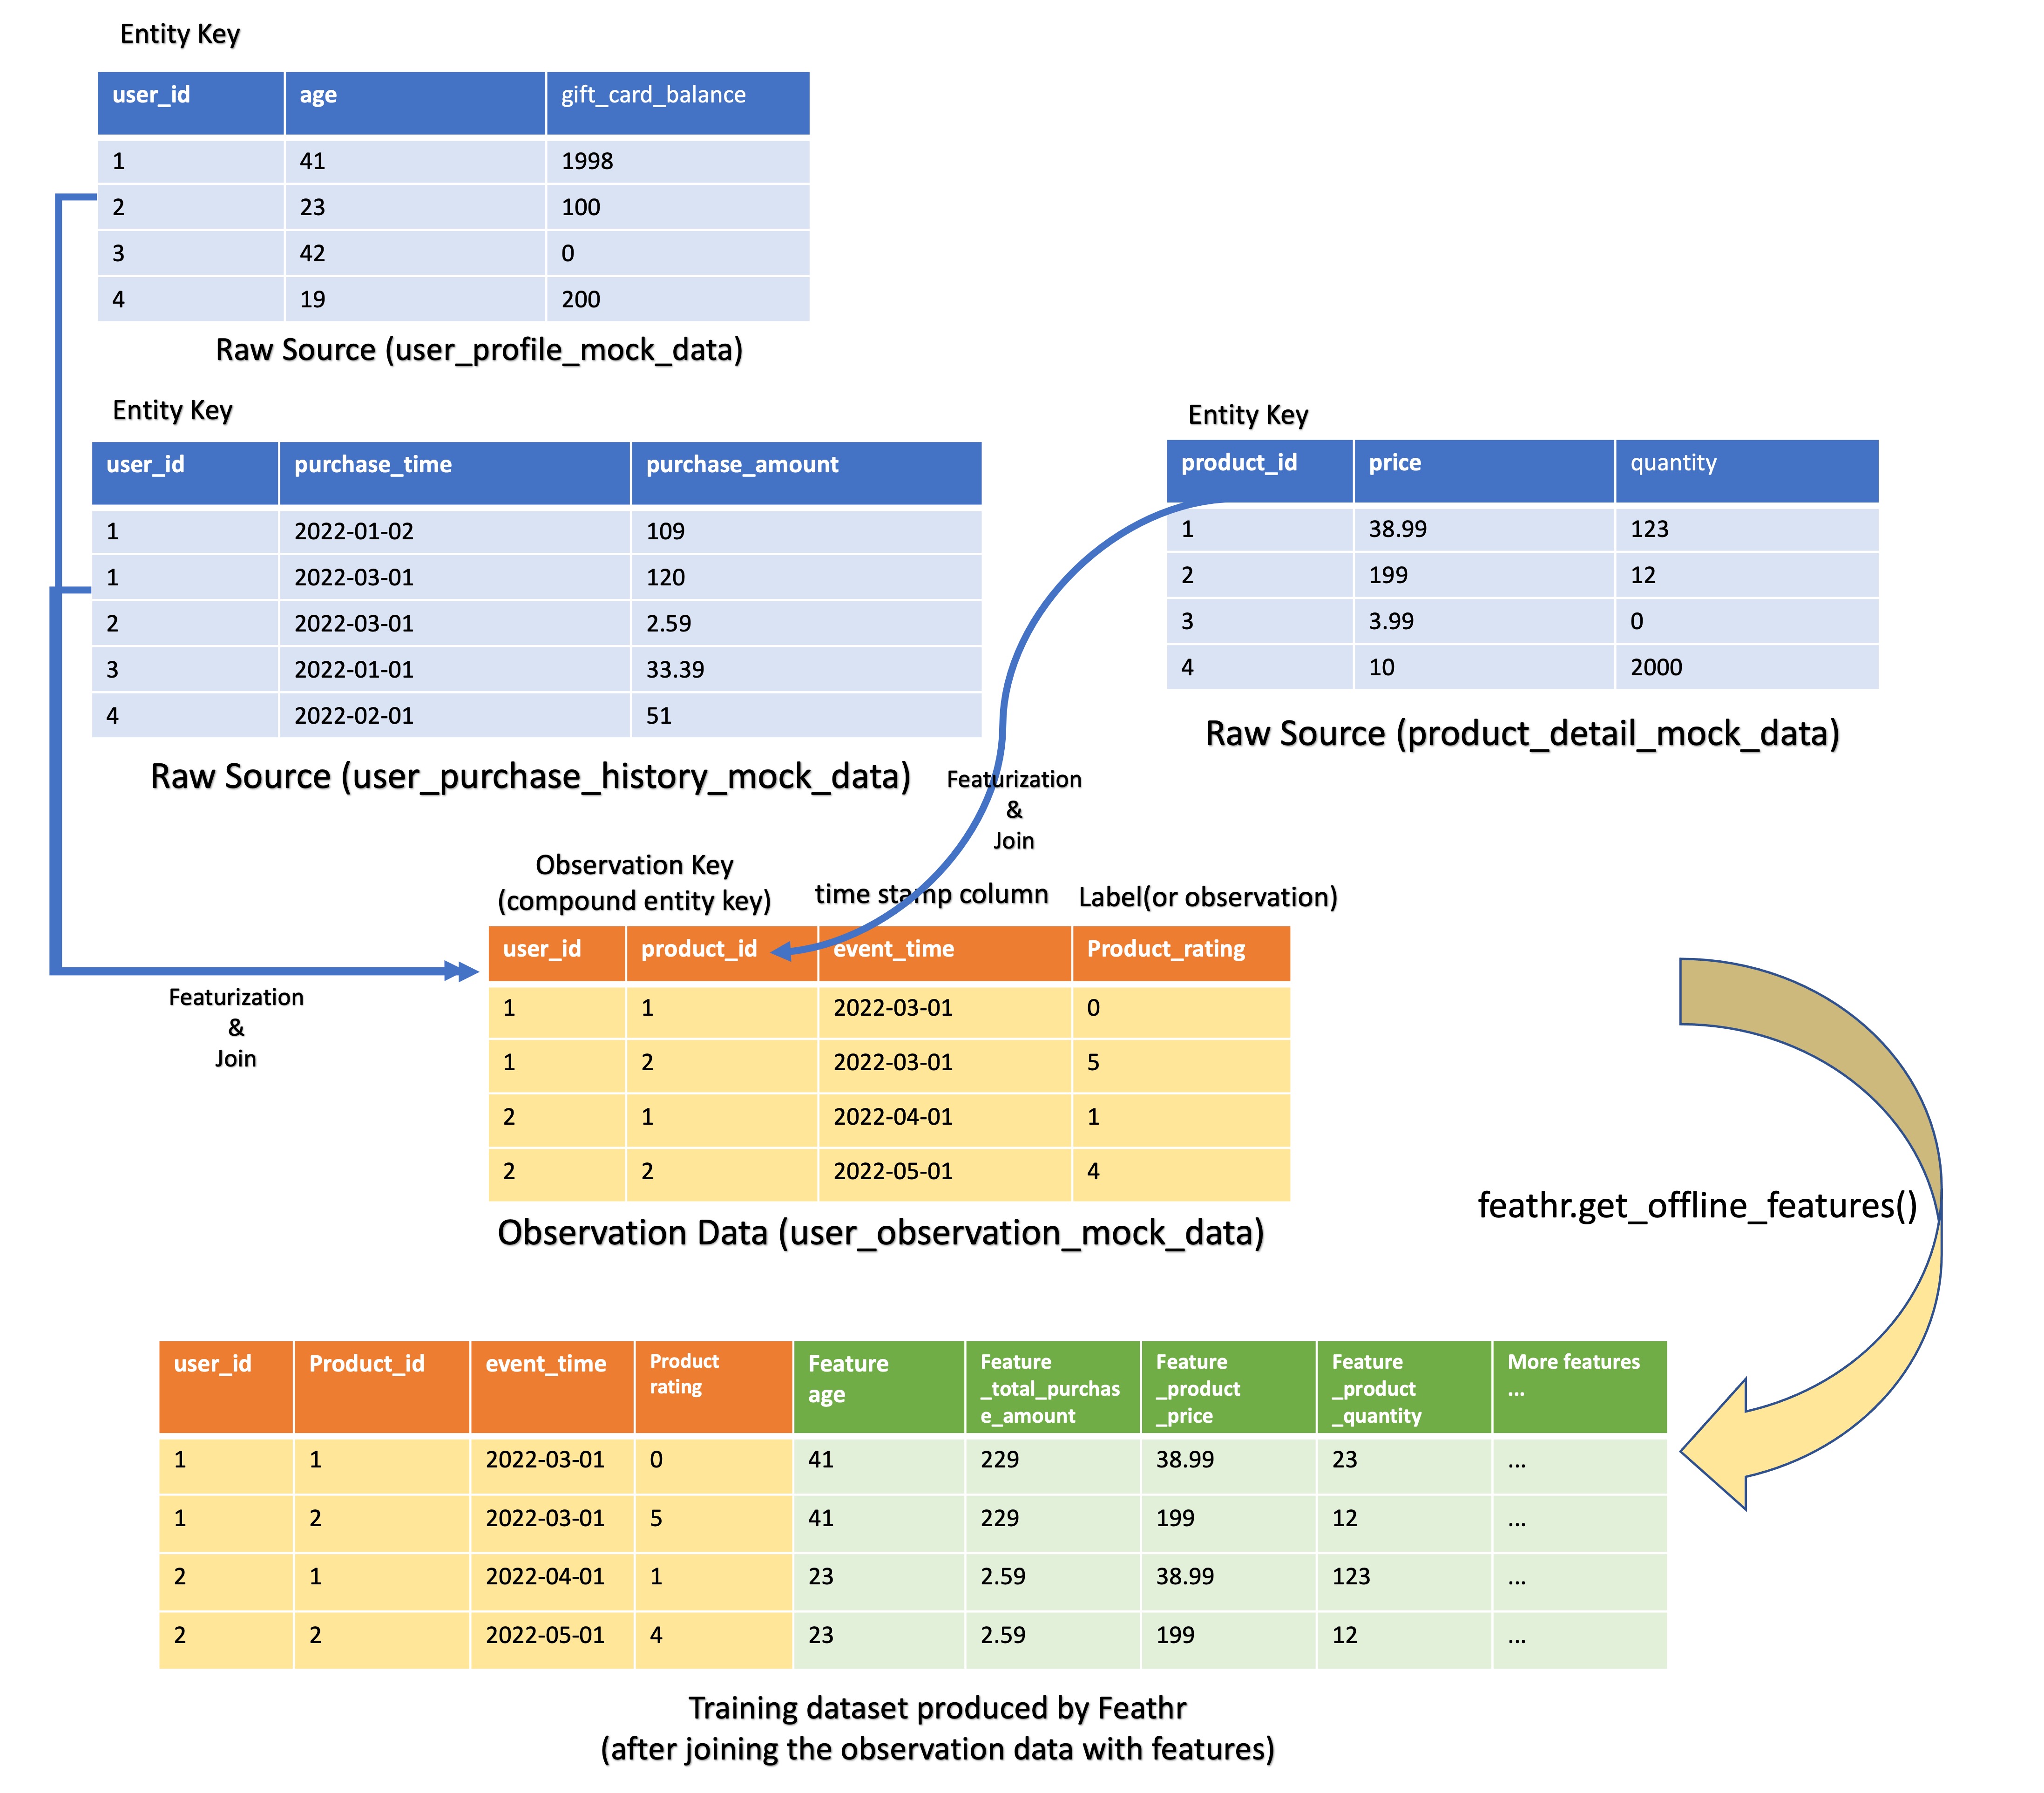 Entity Key
user_id age gift_card_balance
1 41 1998
2 23 100
3 42 0
4 19 200
Raw Source (user_profile_mock_data)
Entity Key
user_id purchase_time purchase_amount
1 2022-01-02 109
1 2022-03-01 120
2 2022-03-01 2.59
3 2022-01-01 33.39
4 2022-02-01 51
Raw Source (user_purchase_history_mock_data)
Entity Key
product_id price quantity
1 38.99 123
2 199 12
3 3.99 0
4 10 2000
Raw Source (product_detail_mock_data)
Featurization
&
Join
Featurization
&
Join
Observation Key
(compound entity key)
time stamp column
Label(or observation)
user_id product_id event_time Product_rating
1 1 2022-03-01 0
1 2 2022-03-01 5
2 1 2022-04-01 1
2 2 2022-05-01 4
Observation Data (user_observation_mock_data)
feathr.get_offline_features()
user_id Product_id event_time
Product
rating
Feature
age
Feature
_total_purchas
e_amount
Feature
_product
_price
Feature
_product
_quantity
More features
...
1 1 2022-03-01 0 41 229 38.99 23 ...
1 2 2022-03-01 5 41 229 199 12 ...
2 1 2022-04-01 1 23 2.59 38.99 123 ...
2 2 2022-05-01 4 23 2.59 199 12 ...
Training dataset produced by Feathr
(after joining the observation data with features)